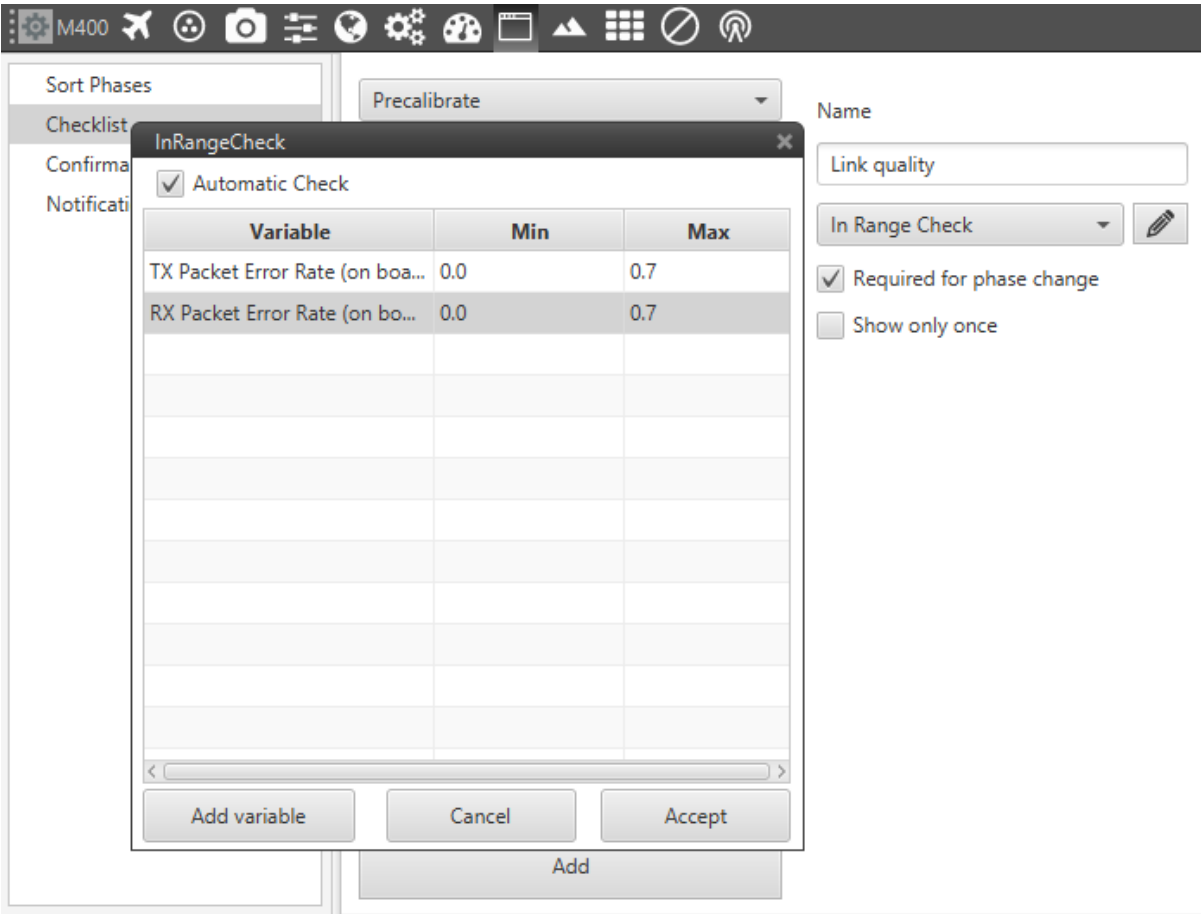 M400
Sort Phases
Checklist
Confirma
Notificati
Precalibrate
InRangeCheck
Automatic Check
Variable Min Max
TX Packet Error Rate (on boa... 0.0 0.7
RX Packet Error Rate (on bo... 0.0 0.7
Add variable Cancel Accept
Add
Name
Link quality
In Range Check
Required for phase change
Show only once